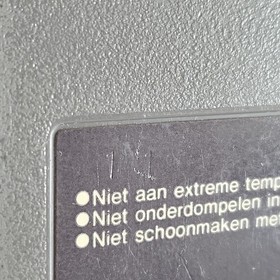 ●Niet aan extreme temp
●Niet onderdompelen in
●Niet schoonmaken met